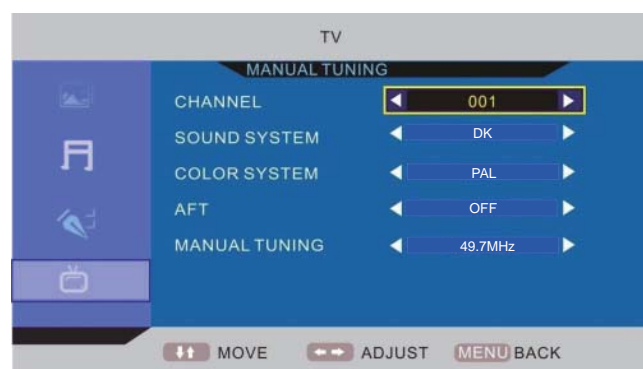 TV
MANUAL TUNING
CHANNEL 001
SOUND SYSTEM DK
COLOR SYSTEM PAL
AFT OFF
MANUAL TUNING 49.7MHz
MOVE ADJUST MENU BACK